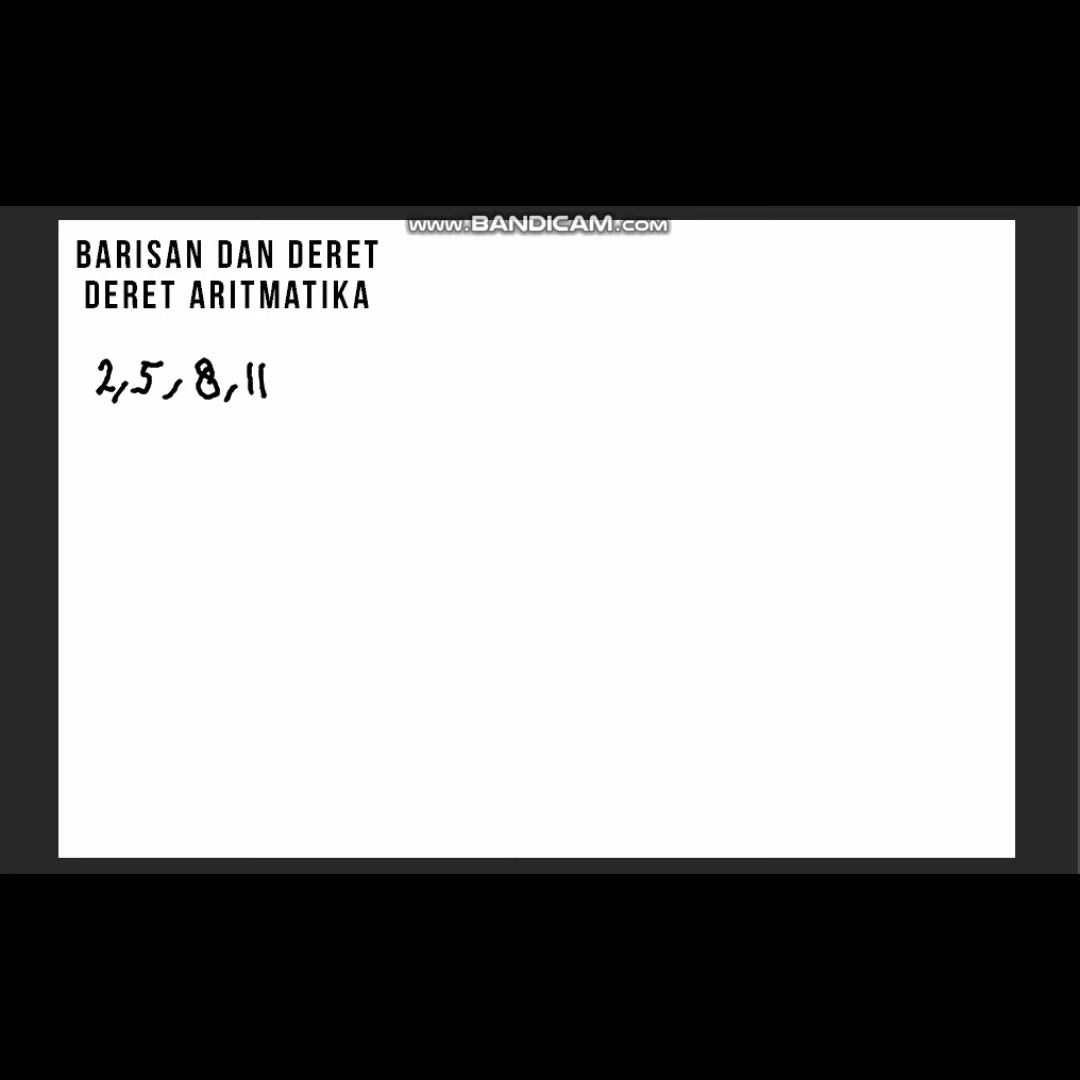 www.BANDICAM.com
BARISAN DAN DERET
DERET ARITMATIKA
2, 5, 8, 11